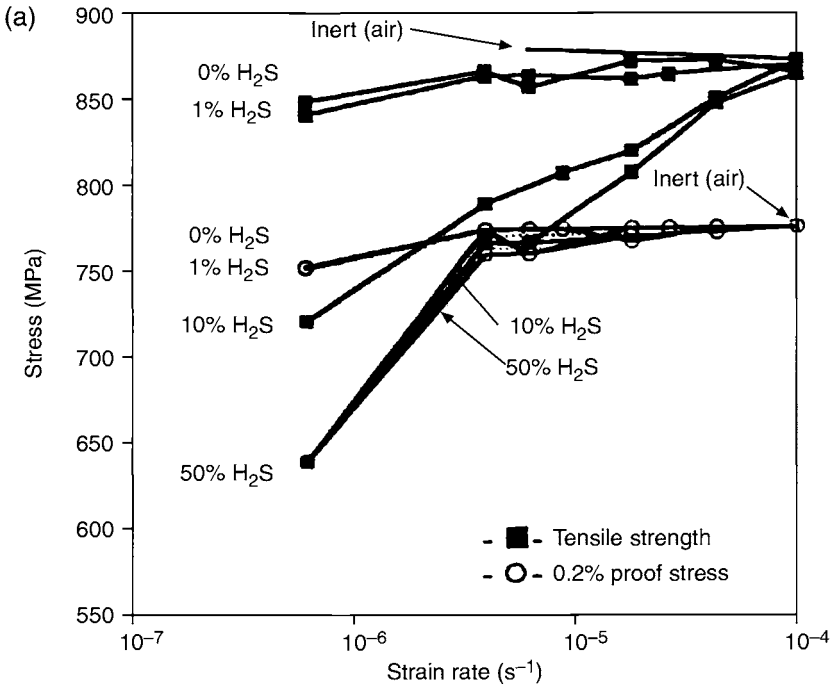 (a)
900
850
800
750
700
650
600
550
Stress (MPa)
Inert (air)
0% H₂S
1% H₂S
Inert (air)
0% H₂S
1% H₂S
10% H₂S
10% H₂S
50% H₂S
50% H₂S
Tensile strength
0.2% proof stress
10⁻⁷
10⁻⁶
10⁻⁵
10⁻⁴
Strain rate (s⁻¹)